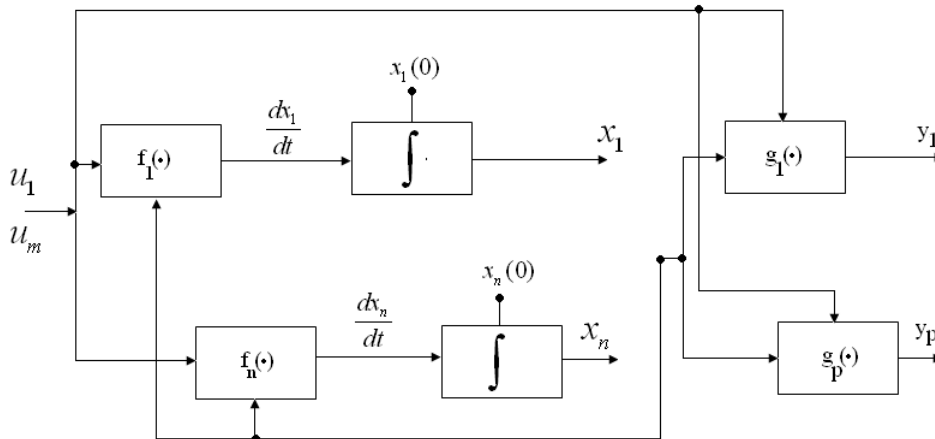 x₁(0)
dx₁
dt
x₁
y₁
f₁(·)
∫
g₁(·)
u₁
uₘ
xₙ(0)
dxₙ
dt
xₙ
yₚ
fₙ(·)
∫
gₚ(·)